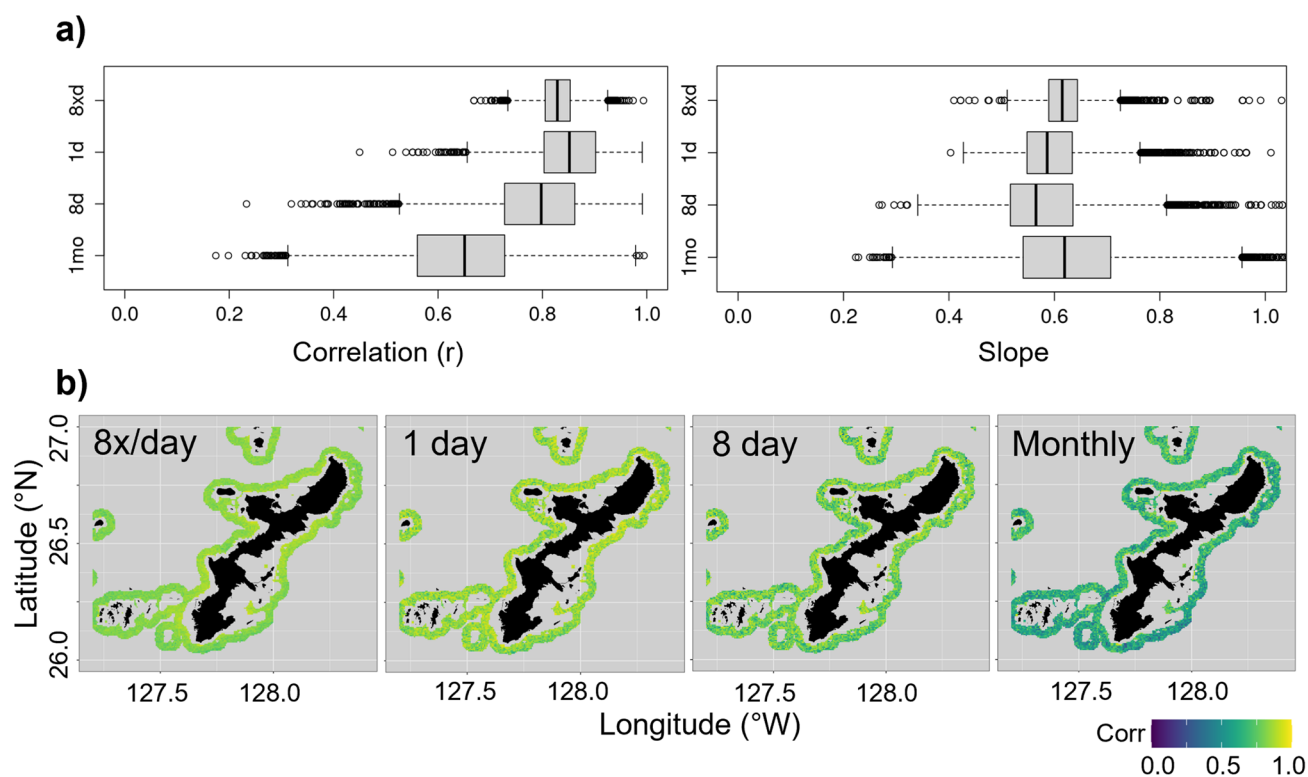 a)
8xd
1d
8d
1mo
0.0 0.2 0.4 0.6 0.8 1.0
Correlation (r)
8xd
1d
8d
1mo
0.0 0.2 0.4 0.6 0.8 1.0
Slope
b)
Latitude (°N)
27.0
26.5
26.0
8x/day
1 day
8 day
Monthly
127.5 128.0
127.5 128.0
127.5 128.0
127.5 128.0
Longitude (°W)
Corr
0.0 0.5 1.0